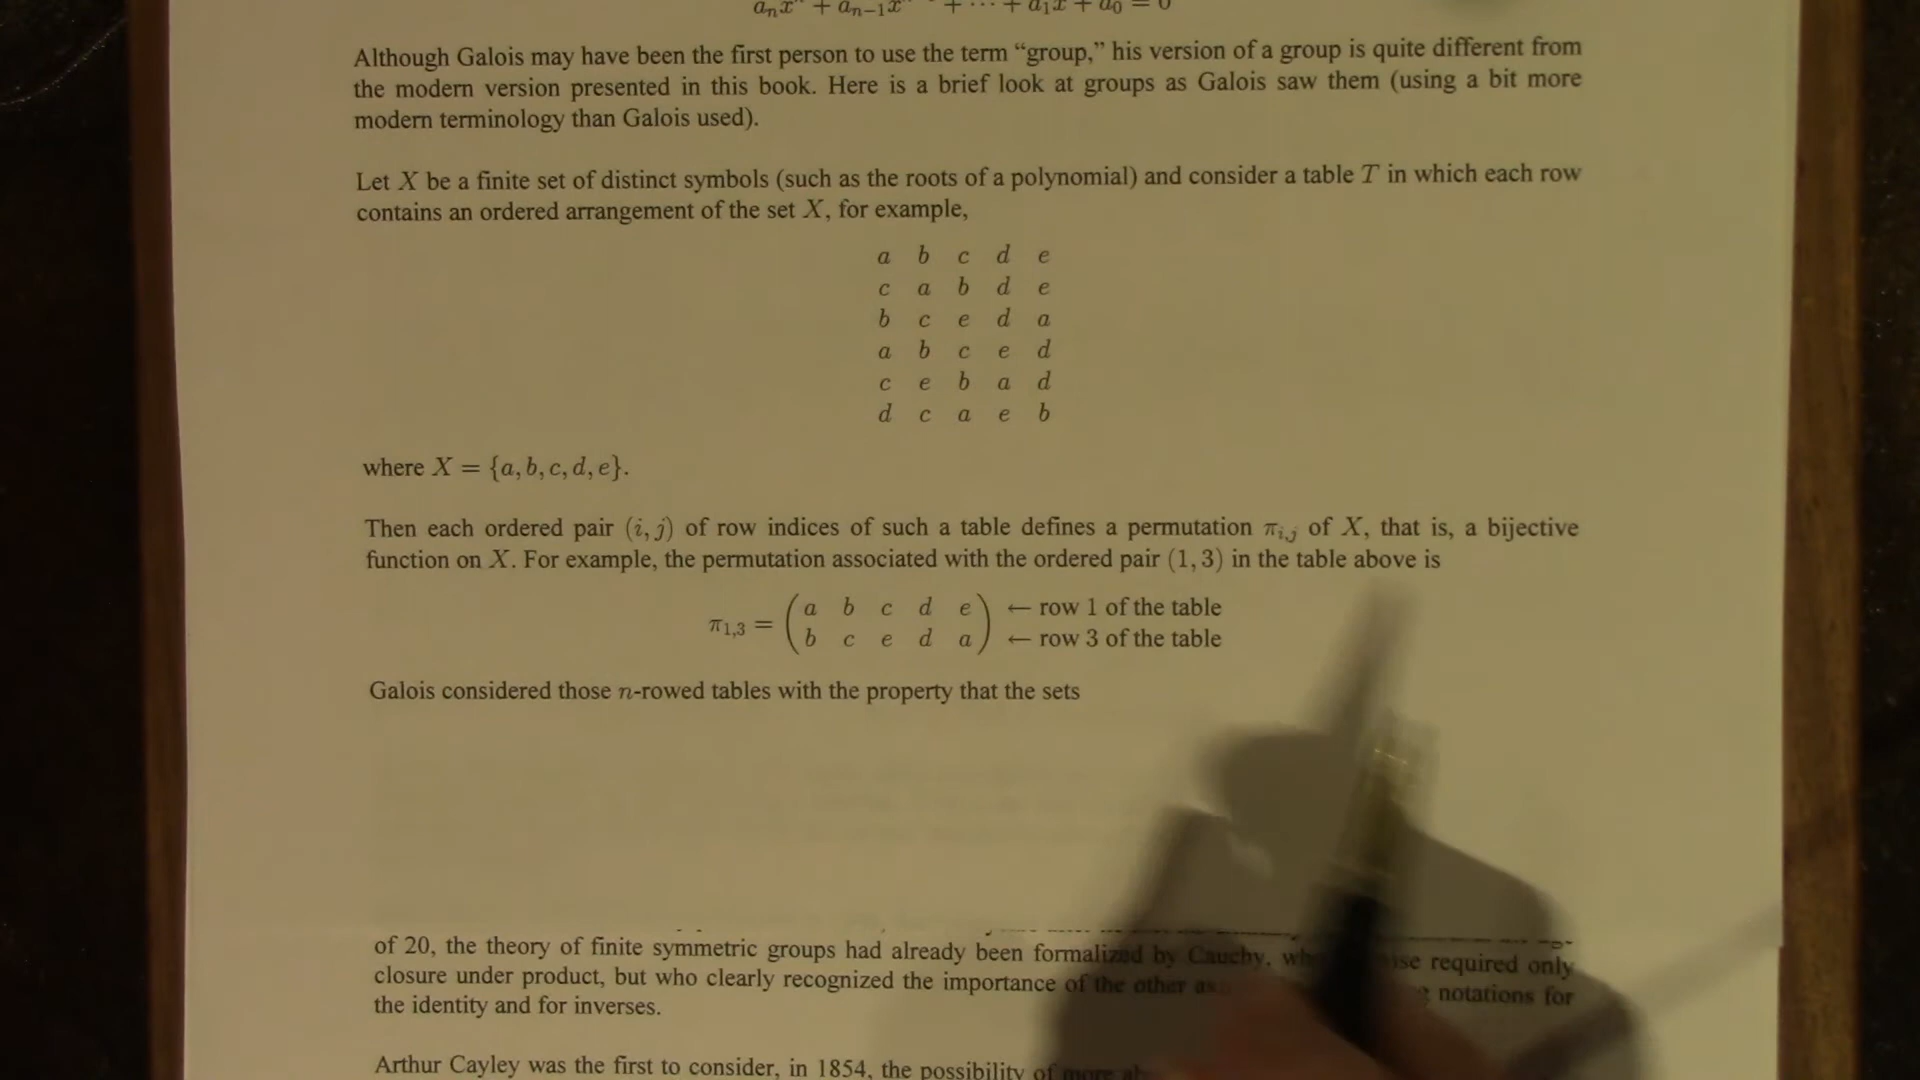 Although Galois may have been the first person to use the term “group,” his version of a group is quite different from
the modern version presented in this book. Here is a brief look at groups as Galois saw them (using a bit more
modern terminology than Galois used).
Let X be a finite set of distinct symbols (such as the roots of a polynomial) and consider a table T in which each row
contains an ordered arrangement of the set X, for example,
a b c d e
c a b d e
b c e d a
a b c e d
c e b a d
d c a e b
where X = {a, b, c, d, e}.
Then each ordered pair (i, j) of row indices of such a table defines a permutation π_{i,j} of X, that is, a bijective
function on X. For example, the permutation associated with the ordered pair (1, 3) in the table above is
π_{1,3} = ( a b c d e ) ← row 1 of the table
( b c e d a ) ← row 3 of the table
Galois considered those n-rowed tables with the property that the sets
of 20, the theory of finite symmetric groups had already been formalized by Cauchy, required only
closure under product, but who clearly recognized the importance of the other notations for
the identity and for inverses.
Arthur Cayley was the first to consider, in 1854, the possibility of more